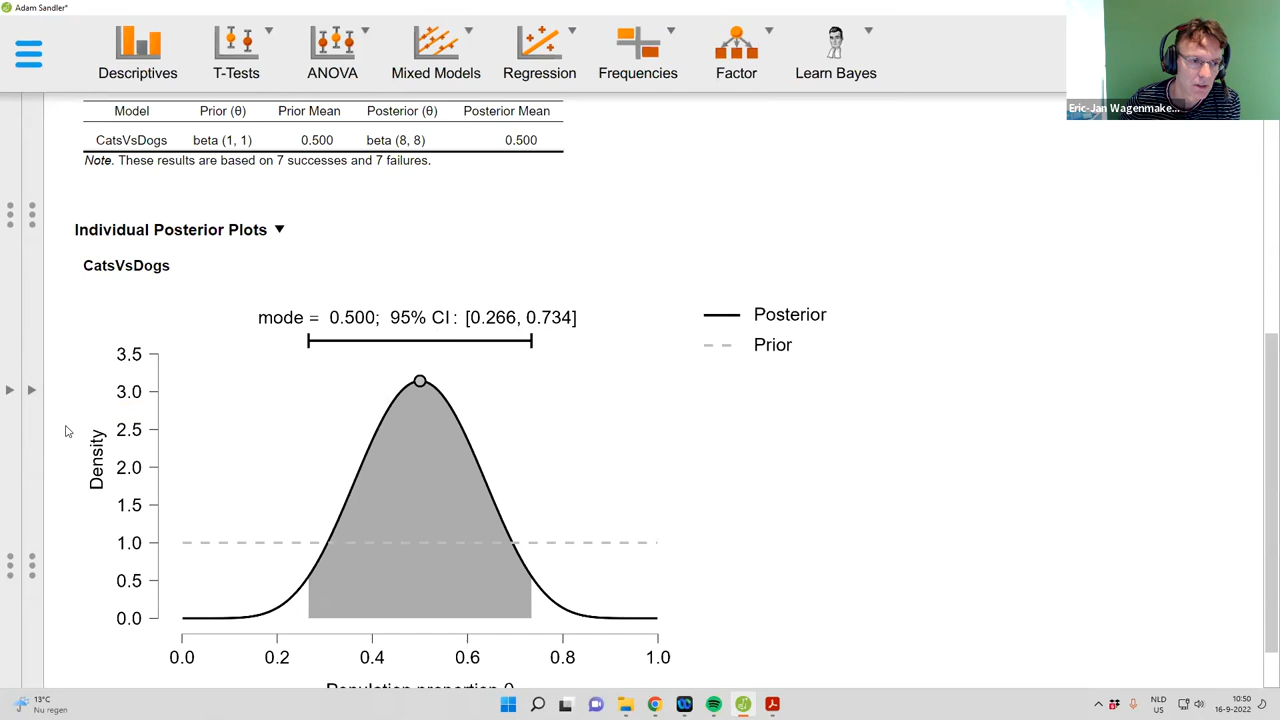 Adam Sandler*
Descriptives T-Tests ANOVA Mixed Models Regression Frequencies Factor Learn Bayes
Eric-Jan Wagenmake...
Model Prior (θ) Prior Mean Posterior (θ) Posterior Mean
CatsVsDogs beta (1, 1) 0.500 beta (8, 8) 0.500
Note. These results are based on 7 successes and 7 failures.
Individual Posterior Plots
CatsVsDogs
mode = 0.500; 95% CI: [0.266, 0.734]
Posterior
Prior
3.5
3.0
2.5
2.0
1.5
1.0
0.5
0.0
Density
0.0 0.2 0.4 0.6 0.8 1.0
Population proportion θ
13°C
Nu regen
NLD
US
10:50
16-9-2022